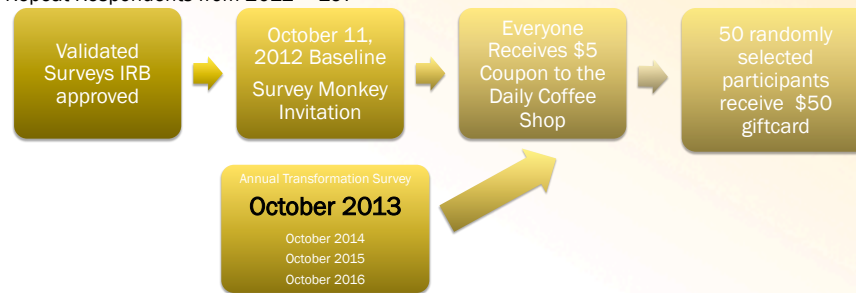 Validated
Surveys IRB
approved
October 11,
2012 Baseline
Survey Monkey
Invitation
Everyone
Receives $5
Coupon to the
Daily Coffee
Shop
50 randomly
selected
participants
receive $50
giftcard
Annual Transformation Survey
October 2013
October 2014
October 2015
October 2016